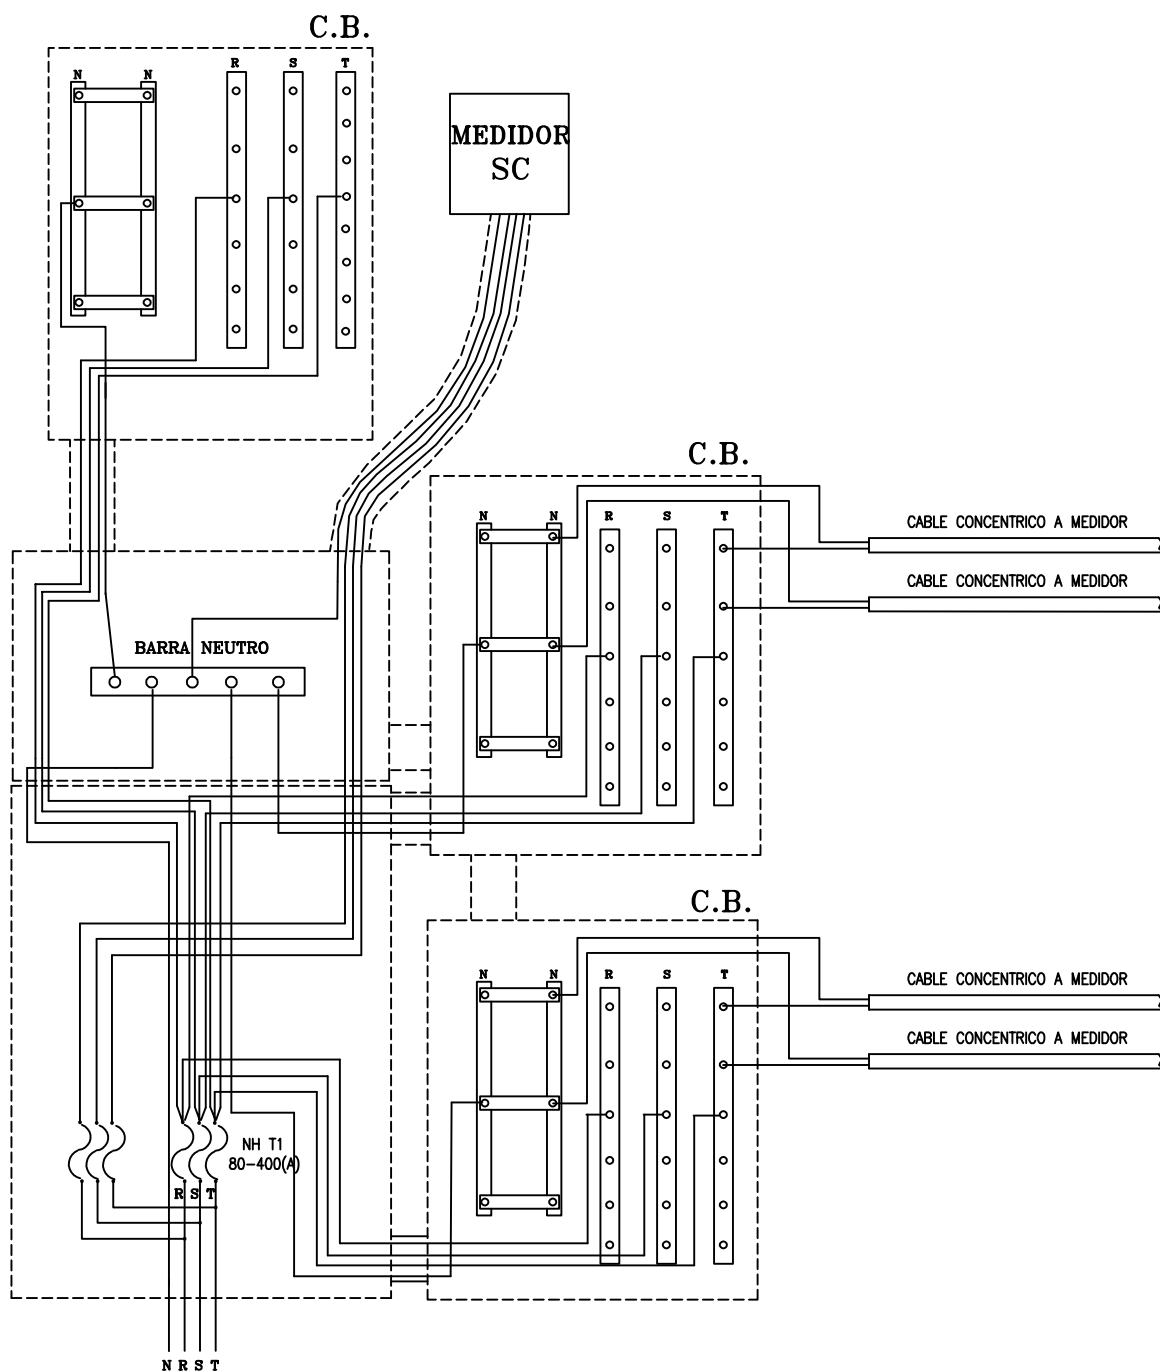 C.B.
N N R S T
MEDIDOR
SC
C.B.
N N R S T
CABLE CONCENTRICO A MEDIDOR
CABLE CONCENTRICO A MEDIDOR
BARRA NEUTRO
C.B.
N N R S T
CABLE CONCENTRICO A MEDIDOR
CABLE CONCENTRICO A MEDIDOR
NH T1
80-400(A)
R S T
N R S T